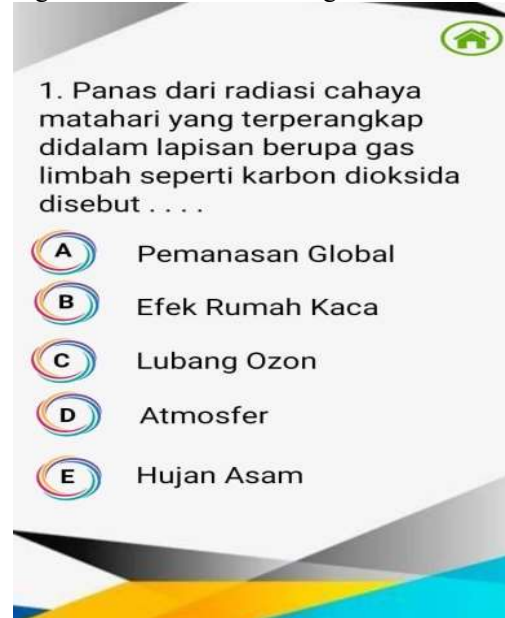 1. Panas dari radiasi cahaya
matahari yang terperangkap
didalam lapisan berupa gas
limbah seperti karbon dioksida
disebut . . . .
A Pemanasan Global
B Efek Rumah Kaca
C Lubang Ozon
D Atmosfer
E Hujan Asam